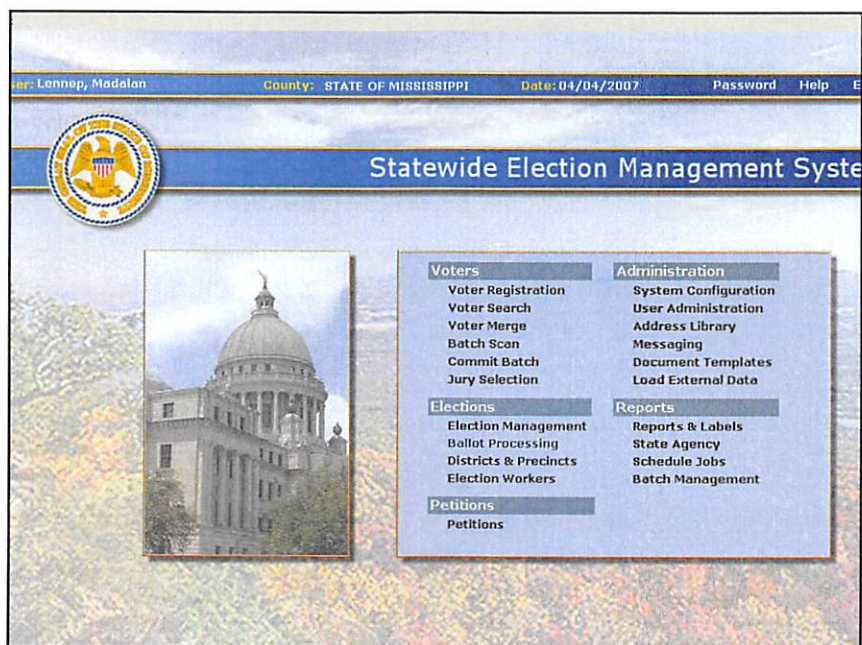 ser: Lennep, Madalan County: STATE OF MISSISSIPPI Date: 04/04/2007 Password Help E
Statewide Election Management Syste
Voters
Voter Registration
Voter Search
Voter Merge
Batch Scan
Commit Batch
Jury Selection
Elections
Election Management
Ballot Processing
Districts & Precincts
Election Workers
Petitions
Petitions
Administration
System Configuration
User Administration
Address Library
Messaging
Document Templates
Load External Data
Reports
Reports & Labels
State Agency
Schedule Jobs
Batch Management